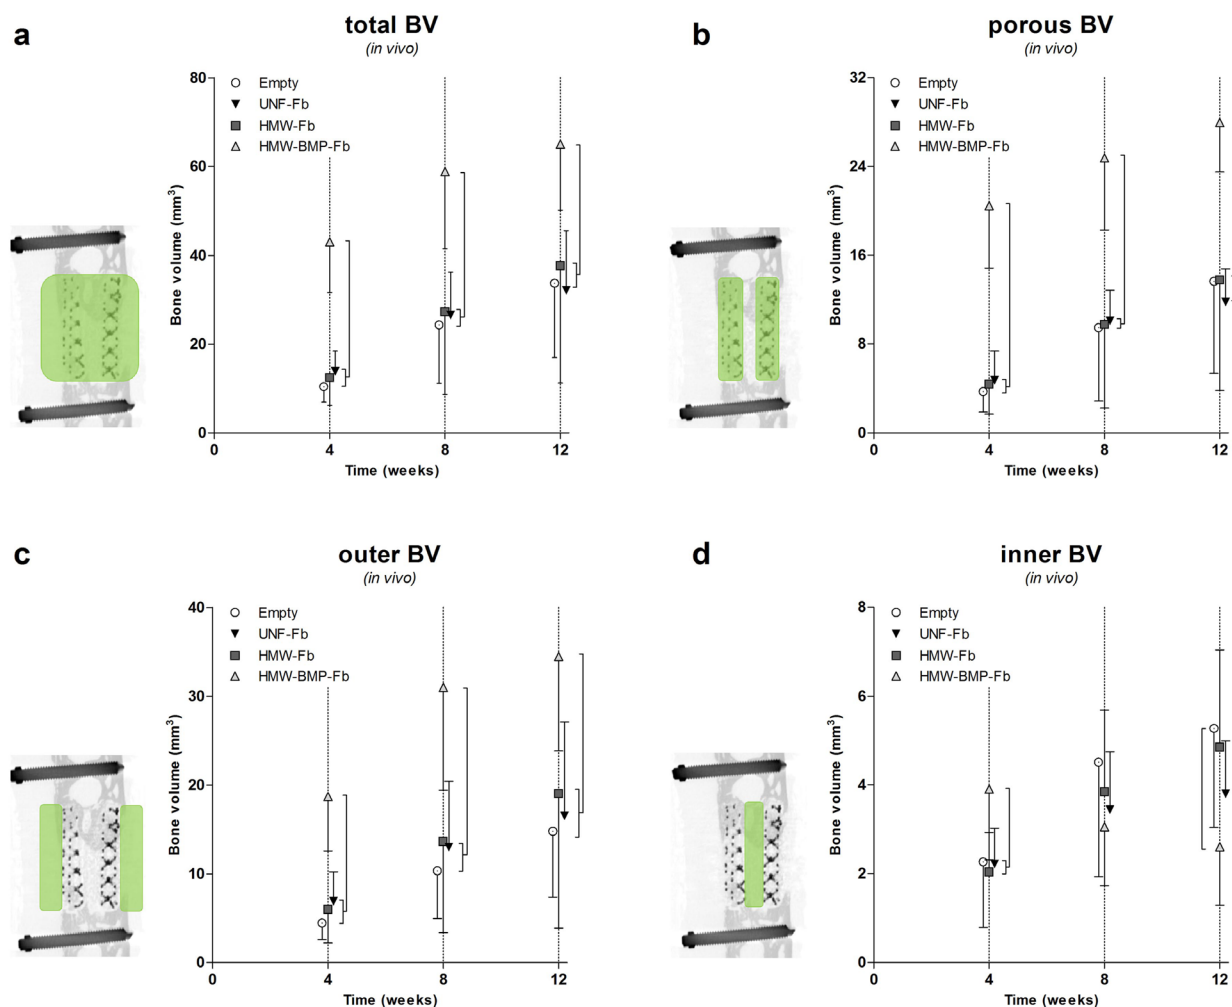 a
total BV
(in vivo)
Bone volume (mm³)
80
60
40
20
0
Empty
UNF-Fb
HMW-Fb
HMW-BMP-Fb
0
4
8
12
Time (weeks)
b
porous BV
(in vivo)
Bone volume (mm³)
32
24
16
8
0
Empty
UNF-Fb
HMW-Fb
HMW-BMP-Fb
0
4
8
12
Time (weeks)
c
outer BV
(in vivo)
Bone volume (mm³)
40
30
20
10
0
Empty
UNF-Fb
HMW-Fb
HMW-BMP-Fb
0
4
8
12
Time (weeks)
d
inner BV
(in vivo)
Bone volume (mm³)
8
6
4
2
0
Empty
UNF-Fb
HMW-Fb
HMW-BMP-Fb
0
4
8
12
Time (weeks)